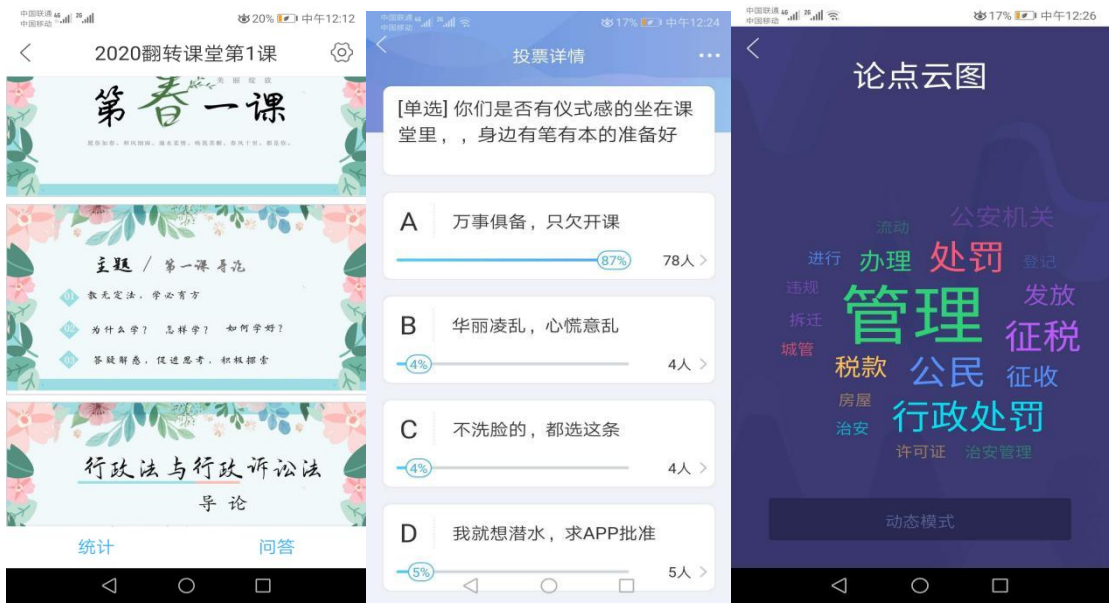 中国联通
中国移动
20%
中午12:12
2020翻转课堂第1课
美丽绽放
第春一课
主题 / 第一课导论
01 教无定法，学必有方
02 为什么学？ 怎样学？ 如何学好？
03 答疑解惑，促进思考，积极探索
行政法与行政诉讼法
导 论
统计
问答
中国联通
中国移动
17%
中午12:24
投票详情
[单选] 你们是否有仪式感的坐在课
堂里，，身边有笔有本的准备好
A 万事俱备，只欠开课
87% 78人
B 华丽凌乱，心慌意乱
4% 4人
C 不洗脸的，都选这条
4% 4人
D 我就想潜水，求APP批准
5% 5人
中国联通
中国移动
17%
中午12:26
论点云图
流动 公安机关
进行 办理 处罚 登记
违规 管理 发放
拆迁 征税
城管 税款 公民 征收
房屋 行政处罚
治安
许可证 治安管理
动态模式